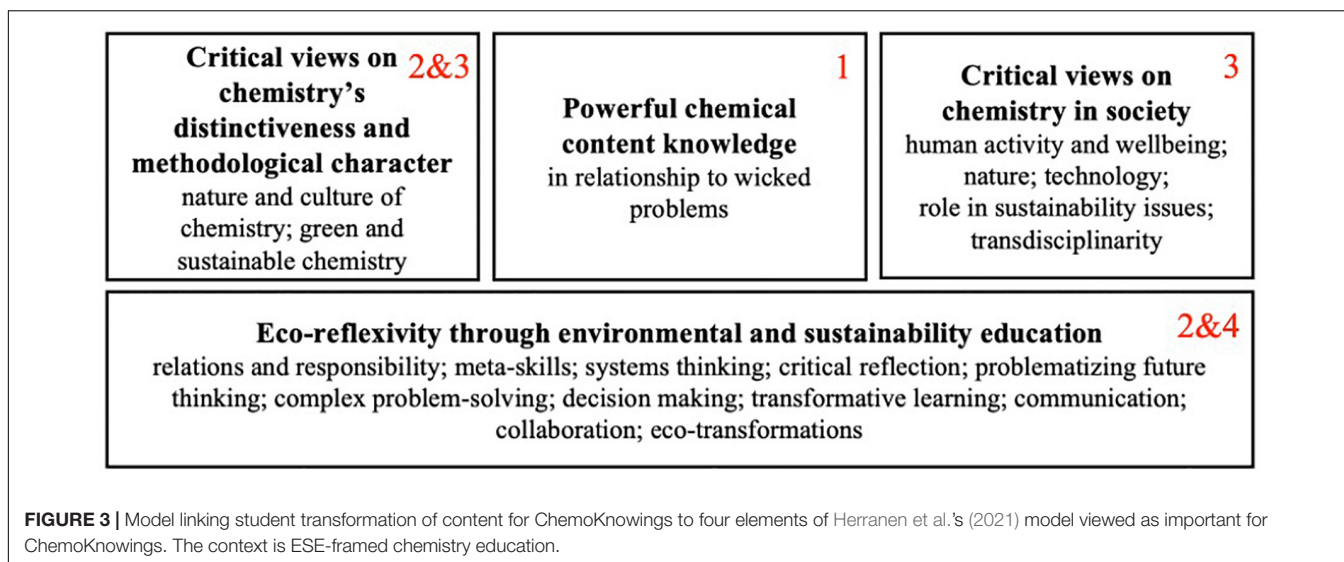 Critical views on 2&3
chemistry's
distinctiveness and
methodological character
nature and culture of
chemistry; green and
sustainable chemistry
1
Powerful chemical
content knowledge
in relationship to wicked
problems
3
Critical views on
chemistry in society
human activity and wellbeing;
nature; technology;
role in sustainability issues;
transdisciplinarity
2&4
Eco-reflexivity through environmental and sustainability education
relations and responsibility; meta-skills; systems thinking; critical reflection; problematizing future
thinking; complex problem-solving; decision making; transformative learning; communication;
collaboration; eco-transformations
FIGURE 3 | Model linking student transformation of content for ChemoKnowings to four elements of Herranen et al.'s (2021) model viewed as important for
ChemoKnowings. The context is ESE-framed chemistry education.